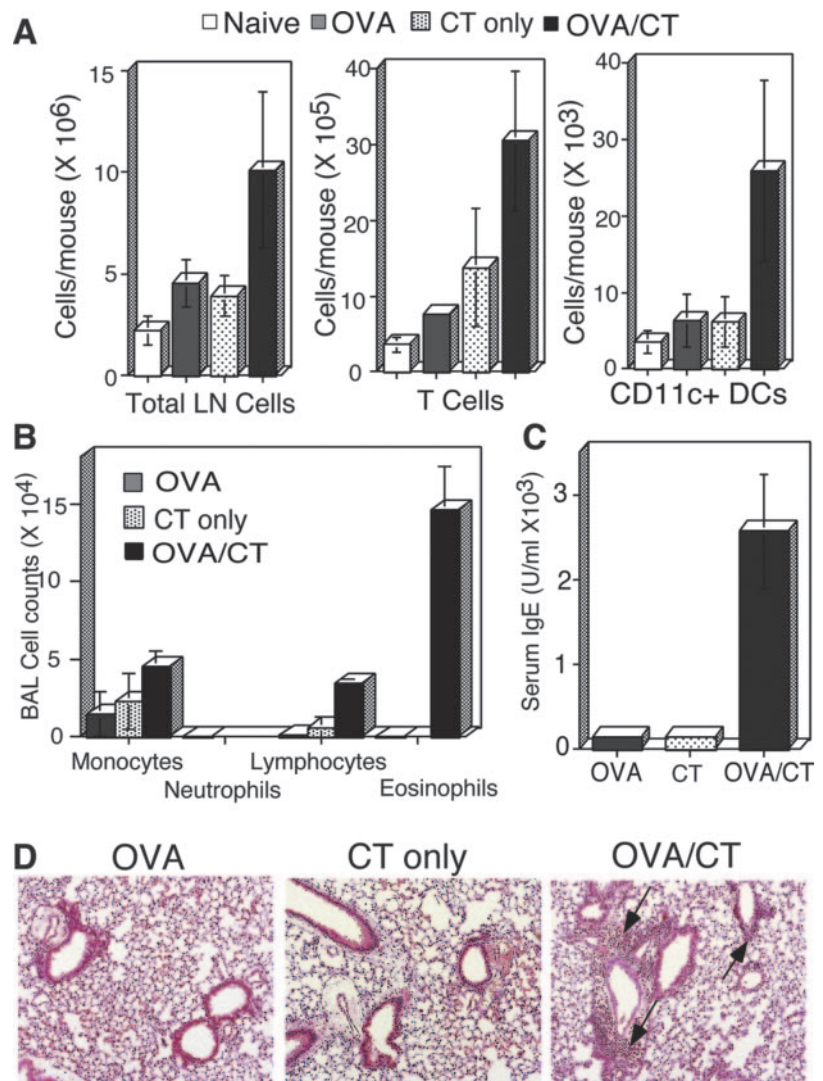 A
Naive OVA CT only OVA/CT
Cells/mouse (X 10⁶)
15
10
5
0
Total LN Cells
Cells/mouse (X 10⁵)
40
30
20
10
0
T Cells
Cells/mouse (X 10³)
40
20
10
0
CD11c+ DCs
B
BAL Cell counts (X 10⁴)
15
10
5
0
OVA
CT only
OVA/CT
Monocytes
Neutrophils
Lymphocytes
Eosinophils
C
Serum IgE (U/ml X10³)
3
2
1
0
OVA CT OVA/CT
D
OVA CT only OVA/CT